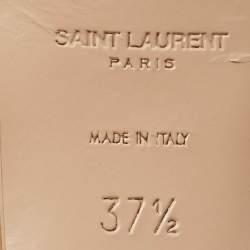 SAINT LAURENT
PARIS
MADE IN ITALY
37½